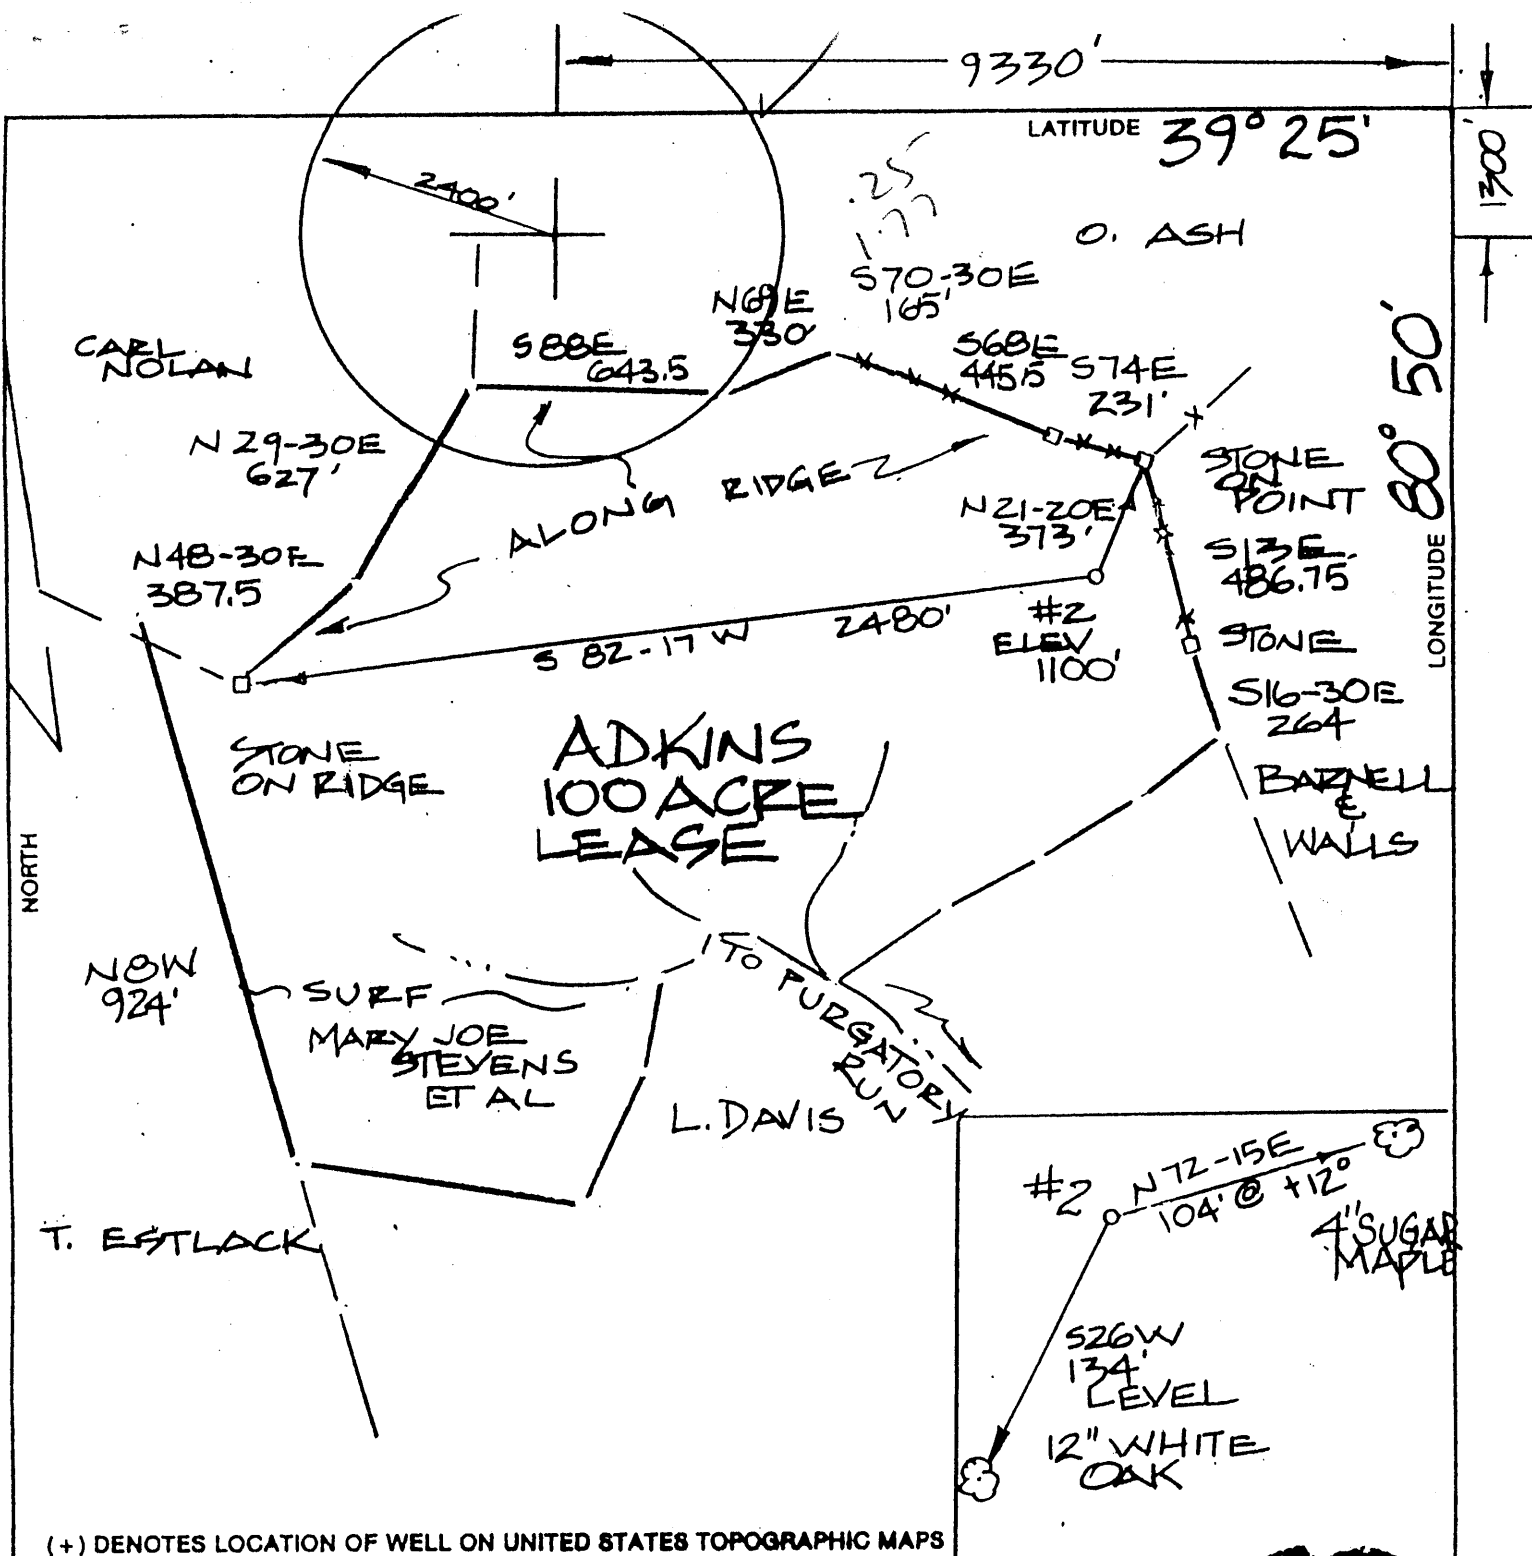 9330'
LATITUDE 39° 25'
1300'
2400'
.25
1.77
O. ASH
S70-30E
165'
N69E
330'
CARL
NOLAN
S88E
643.5
S68E
445.5
S74E
231'
80° 50'
LONGITUDE
N 29-30E
627'
ALONG RIDGE
STONE
ON
POINT
N21-20E
373'
N48-30E
387.5
S13E
486.75
#2
ELEV
1100'
S 82-17 W 2480'
STONE
S16-30E
264
STONE
ON RIDGE
ADKINS
100 ACRE
LEASE
BARNELL
&
WALLS
NORTH
N8W
924'
SURF
MARY JOE
STEVENS
ET AL
TO PURGATORY
RUN
L. DAVIS
T. ESTLACK
#2
N 72-15E
104' @ +12°
4" SUGAR
MAPLE
S26W
134'
LEVEL
12" WHITE
OAK
(+) DENOTES LOCATION OF WELL ON UNITED STATES TOPOGRAPHIC MAPS